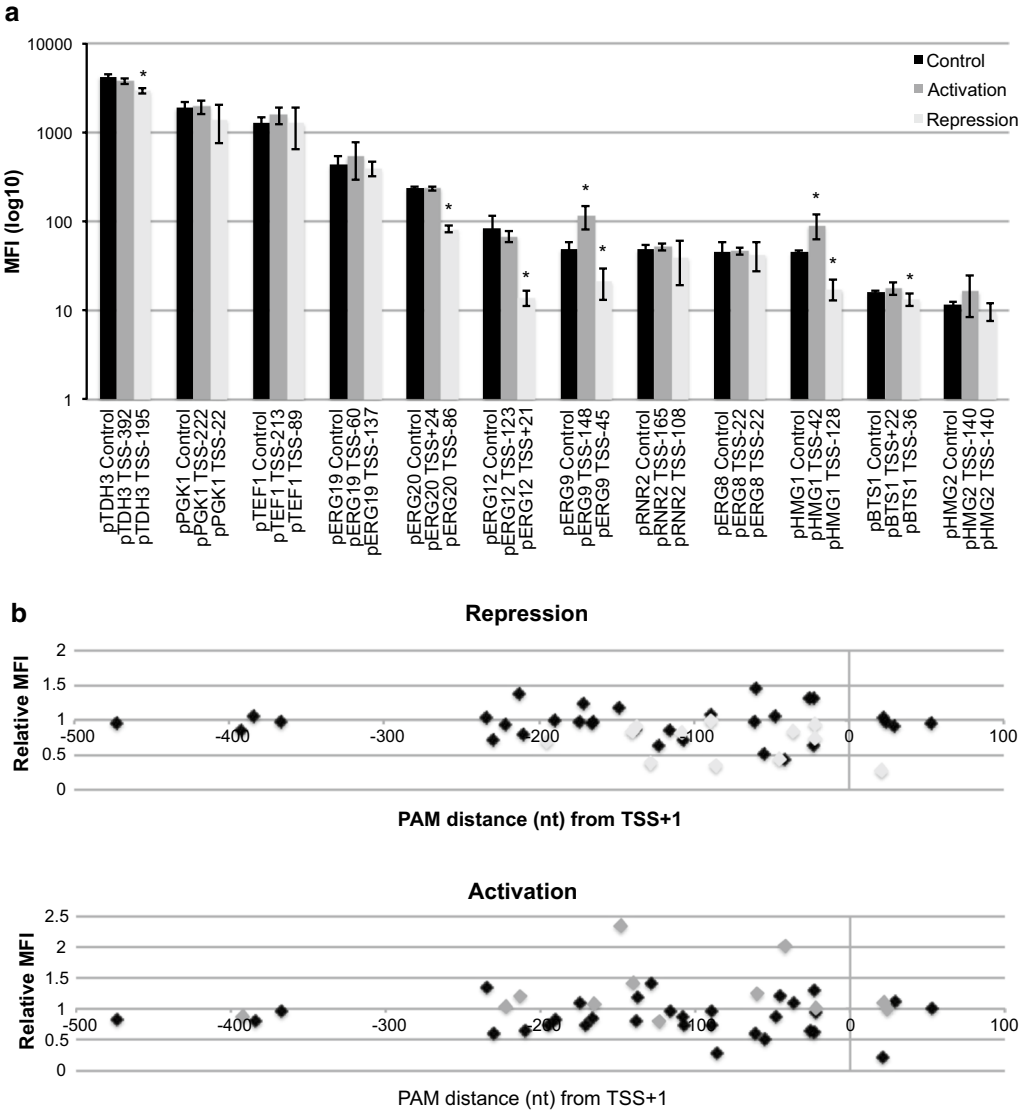 a
MFI (log10)
10000
1000
100
10
1
Control
Activation
Repression
*
*
*
*
*
*
*
*
pTDH3 Control
pTDH3 TSS-392
pTDH3 TSS-195
pPGK1 Control
pPGK1 TSS-222
pPGK1 TSS-22
pTEF1 Control
pTEF1 TSS-213
pTEF1 TSS-89
pERG19 Control
pERG19 TSS-60
pERG19 TSS-137
pERG20 Control
pERG20 TSS+24
pERG20 TSS-86
pERG12 Control
pERG12 TSS-123
pERG12 TSS+21
pERG9 Control
pERG9 TSS-148
pERG9 TSS-45
pRNR2 Control
pRNR2 TSS-165
pRNR2 TSS-108
pERG8 Control
pERG8 TSS-22
pERG8 TSS-22
pHMG1 Control
pHMG1 TSS-42
pHMG1 TSS-128
pBTS1 Control
pBTS1 TSS+22
pBTS1 TSS-36
pHMG2 Control
pHMG2 TSS-140
pHMG2 TSS-140
b
Repression
Relative MFI
2
1.5
1
0.5
0
-500
-400
-300
-200
-100
0
100
PAM distance (nt) from TSS+1
Activation
Relative MFI
2.5
2
1.5
1
0.5
0
-500
-400
-300
-200
-100
0
100
PAM distance (nt) from TSS+1